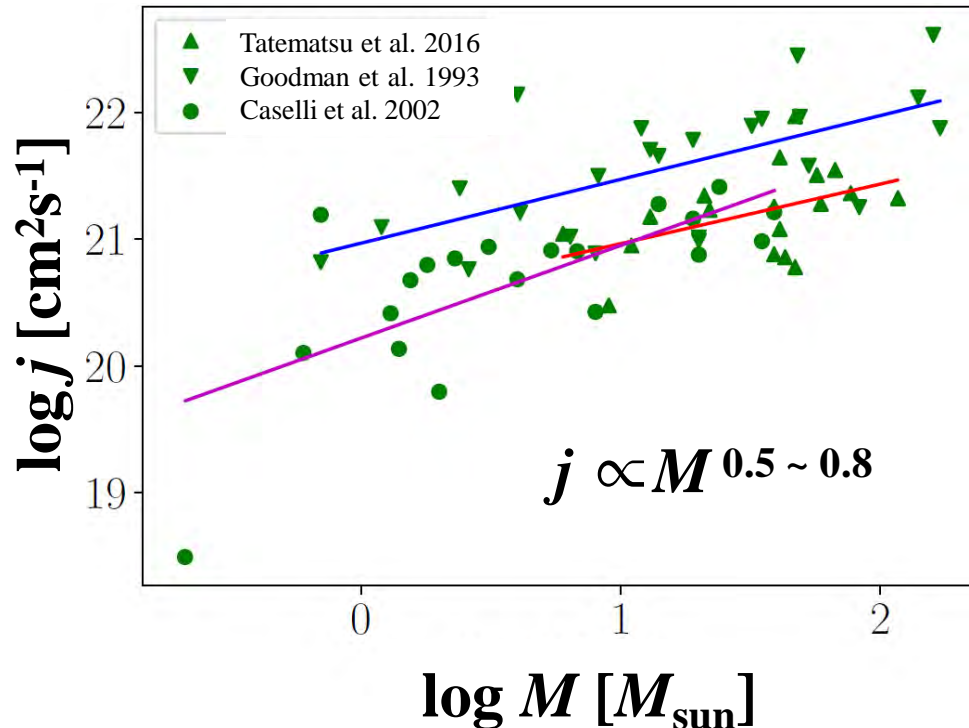 Tatematsu et al. 2016
Goodman et al. 1993
Caselli et al. 2002
log j [cm²s⁻¹]
22
21
20
19
j ∝M 0.5 ~ 0.8
0 1 2
log M [Msun]